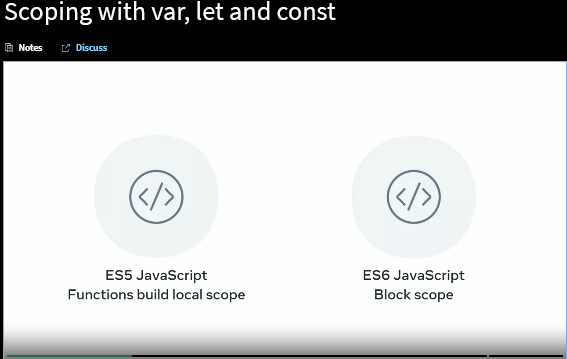 Scoping with var, let and const
Notes
Discuss
</>
</>
ES5 JavaScript
Functions build local scope
ES6 JavaScript
Block scope